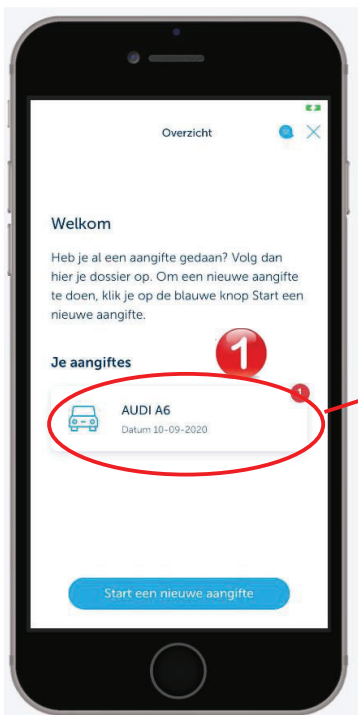 Overzicht
Welkom
Heb je al een aangifte gedaan? Volg dan
hier je dossier op. Om een nieuwe aangifte
te doen, klik je op de blauwe knop Start een
nieuwe aangifte.
1
Je aangiftes
1
AUDI A6
Datum 10-09-2020
Start een nieuwe aangifte